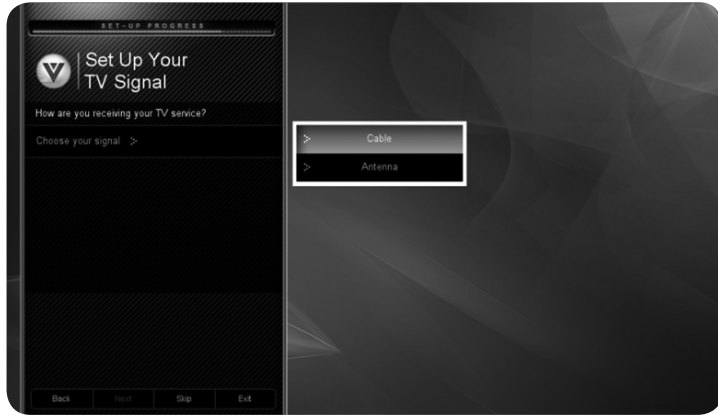 SET-UP PROGRESS
Set Up Your
TV Signal
How are you receiving your TV service?
Choose your signal :>
:> Cable
:> Antenna
Back Next Skip Exit